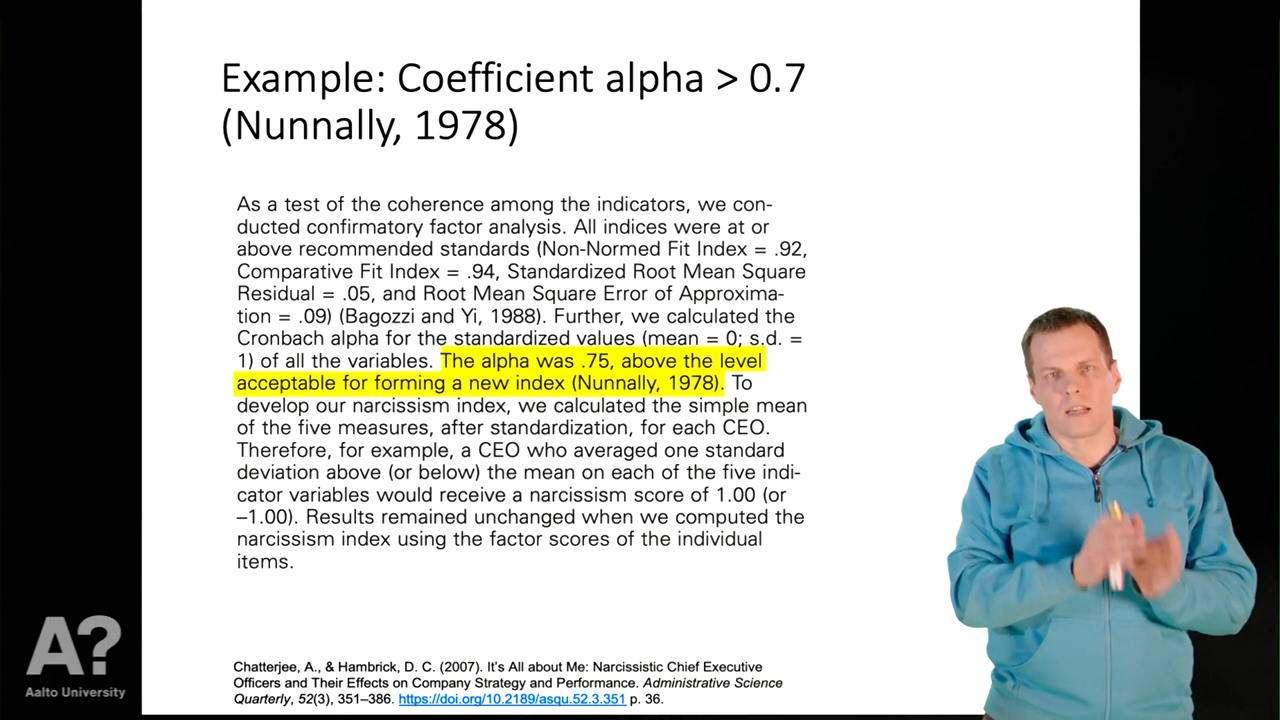 Example: Coefficient alpha > 0.7
(Nunnally, 1978)
As a test of the coherence among the indicators, we con-
ducted confirmatory factor analysis. All indices were at or
above recommended standards (Non-Normed Fit Index = .92,
Comparative Fit Index = .94, Standardized Root Mean Square
Residual = .05, and Root Mean Square Error of Approxima-
tion = .09) (Bagozzi and Yi, 1988). Further, we calculated the
Cronbach alpha for the standardized values (mean = 0; s.d. =
1) of all the variables. The alpha was .75, above the level
acceptable for forming a new index (Nunnally, 1978). To
develop our narcissism index, we calculated the simple mean
of the five measures, after standardization, for each CEO.
Therefore, for example, a CEO who averaged one standard
deviation above (or below) the mean on each of the five indi-
cator variables would receive a narcissism score of 1.00 (or
–1.00). Results remained unchanged when we computed the
narcissism index using the factor scores of the individual
items.
Chatterjee, A., & Hambrick, D. C. (2007). It's All about Me: Narcissistic Chief Executive
Officers and Their Effects on Company Strategy and Performance. Administrative Science
Quarterly, 52(3), 351–386. https://doi.org/10.2189/asqu.52.3.351 p. 36.
A?
Aalto University